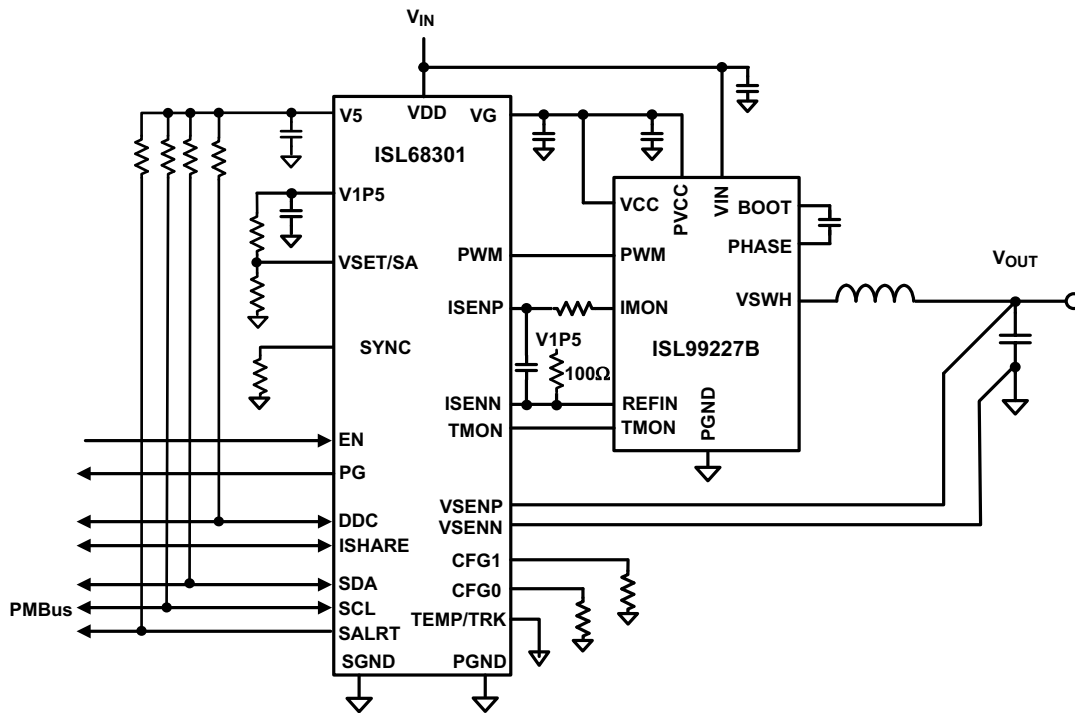 VIN
V5
VDD
VG
ISL68301
V1P5
VCC
PVCC
VIN
BOOT
PHASE
VSET/SA
PWM
PWM
VOUT
ISENP
IMON
VSWH
SYNC
V1P5
100Ω
ISL99227B
ISENN
REFIN
TMON
TMON
PGND
EN
PG
VSENP
VSENN
DDC
ISHARE
CFG1
SDA
CFG0
PMBus
SCL
TEMP/TRK
SALRT
SGND
PGND